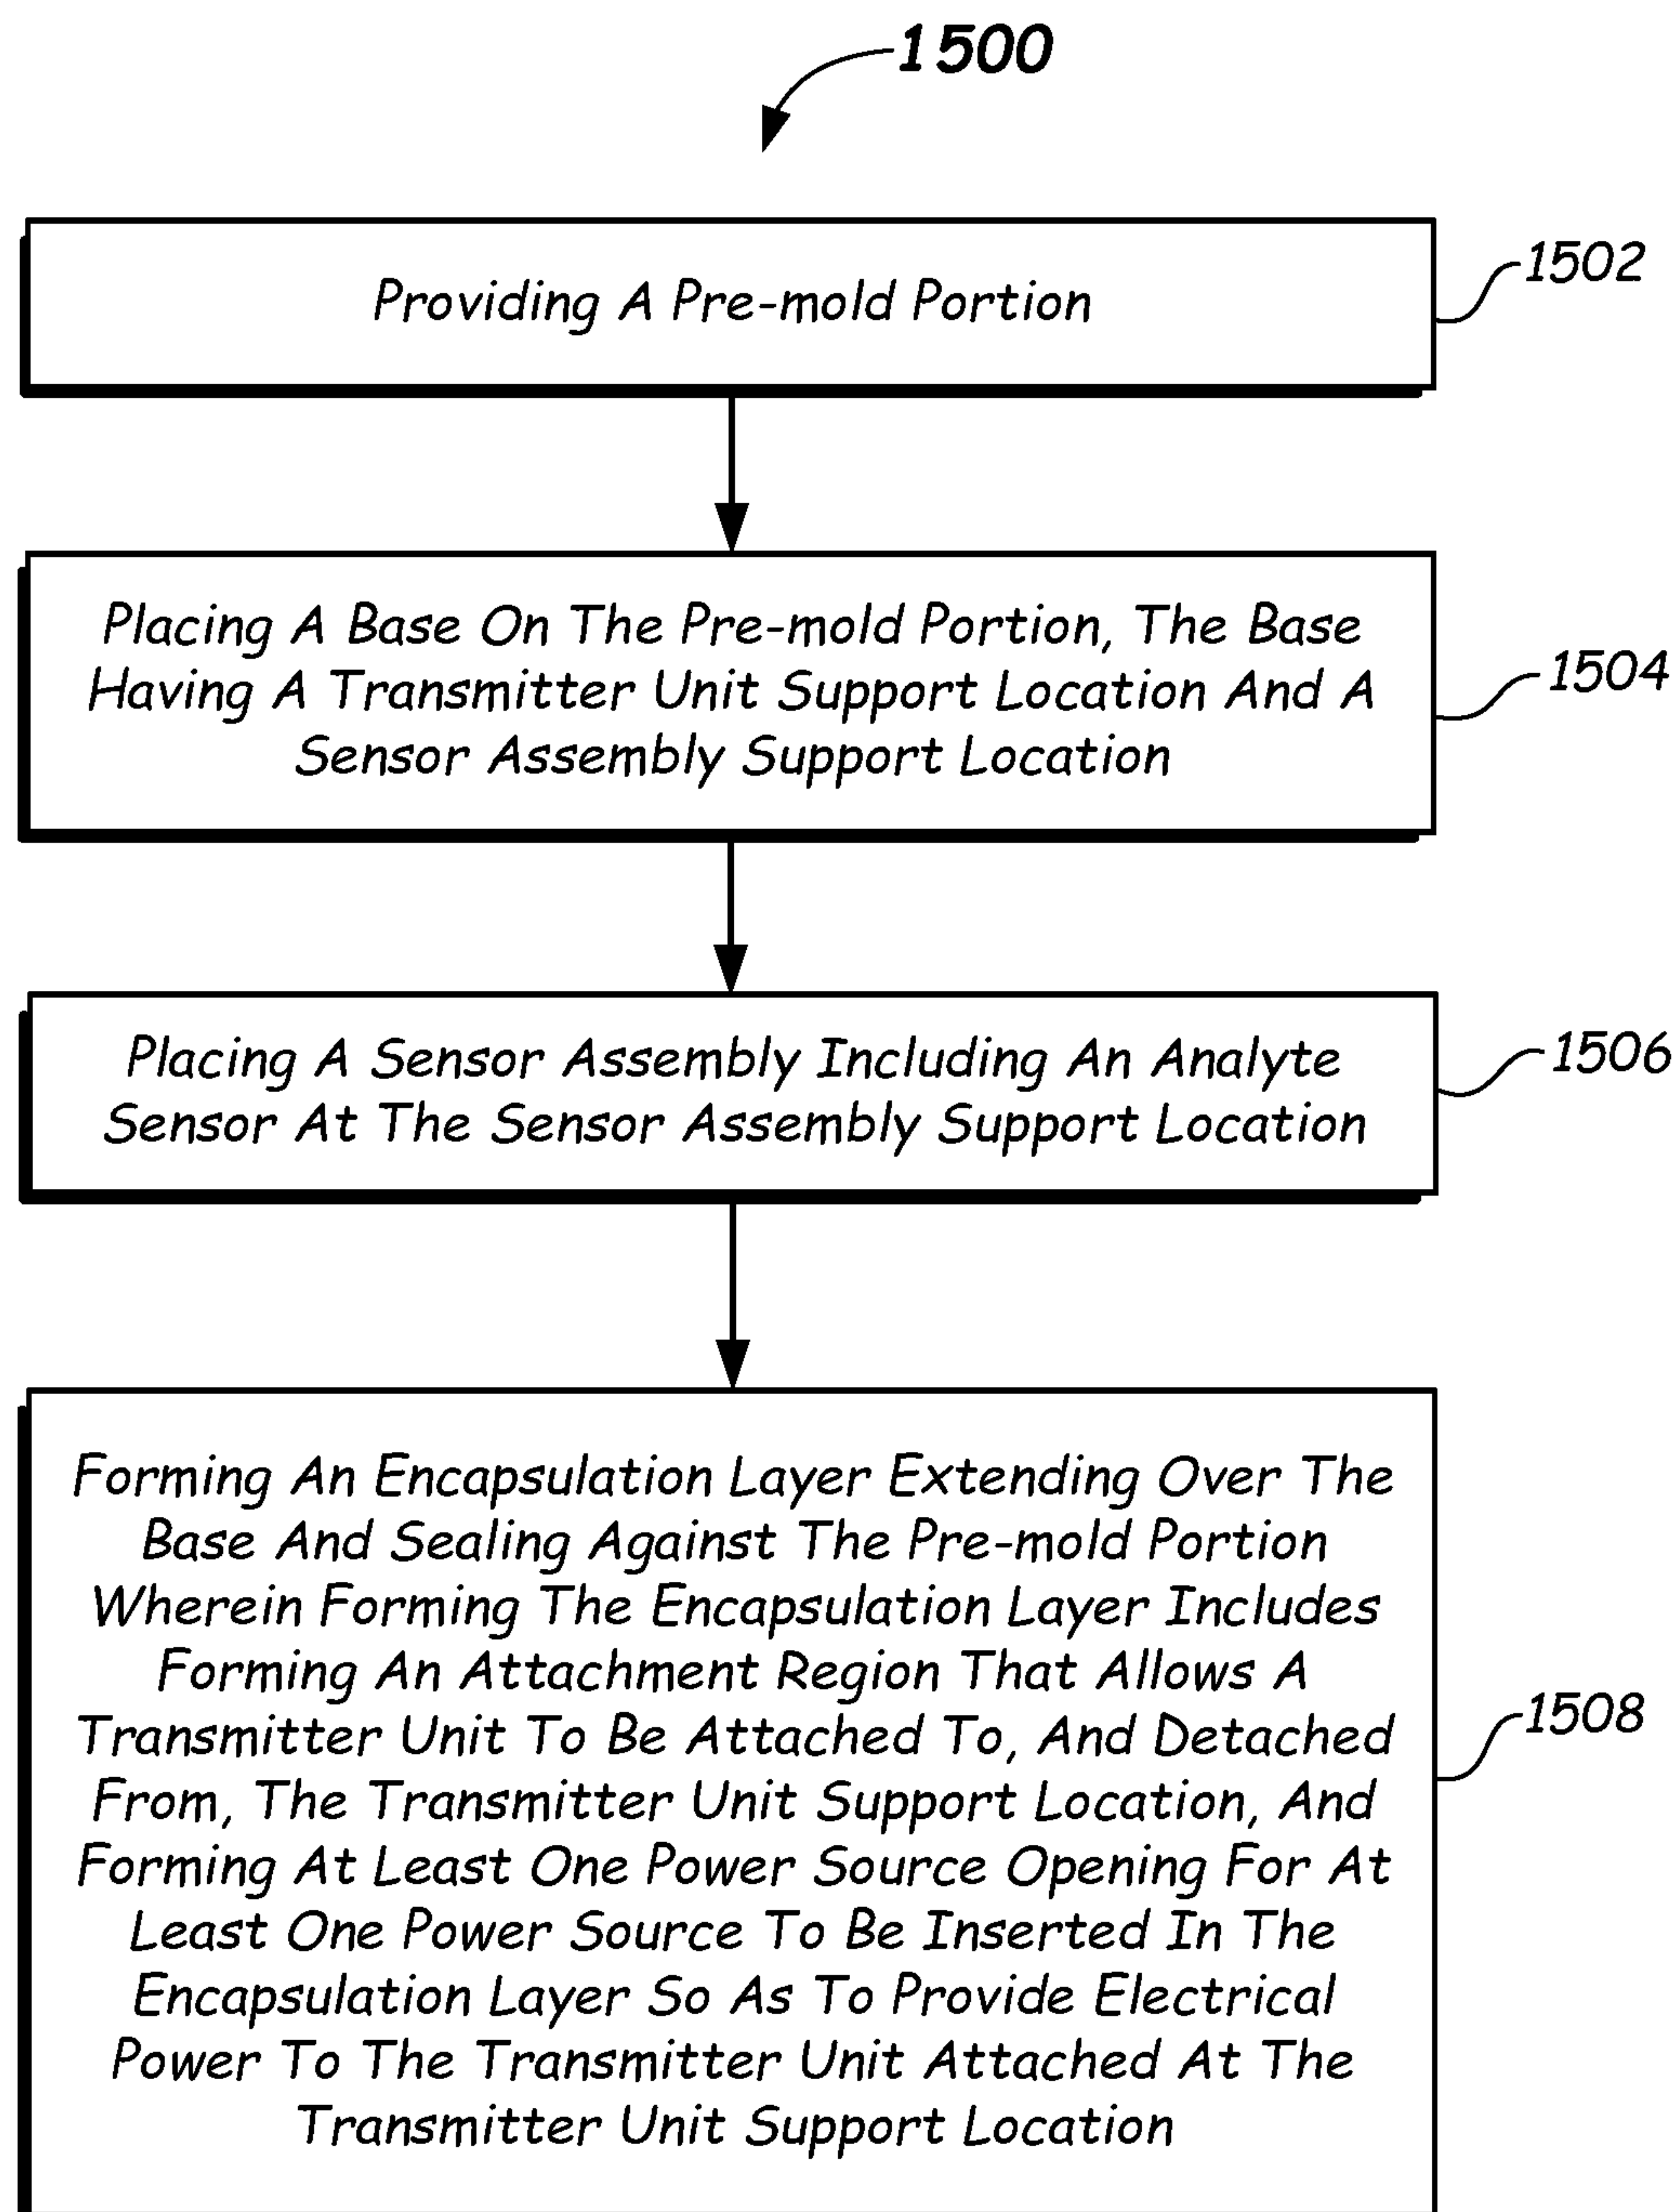 1500
Providing A Pre-mold Portion
1502
Placing A Base On The Pre-mold Portion, The Base
Having A Transmitter Unit Support Location And A
Sensor Assembly Support Location
1504
Placing A Sensor Assembly Including An Analyte
Sensor At The Sensor Assembly Support Location
1506
Forming An Encapsulation Layer Extending Over The
Base And Sealing Against The Pre-mold Portion
Wherein Forming The Encapsulation Layer Includes
Forming An Attachment Region That Allows A
Transmitter Unit To Be Attached To, And Detached
From, The Transmitter Unit Support Location, And
Forming At Least One Power Source Opening For At
Least One Power Source To Be Inserted In The
Encapsulation Layer So As To Provide Electrical
Power To The Transmitter Unit Attached At The
Transmitter Unit Support Location
1508